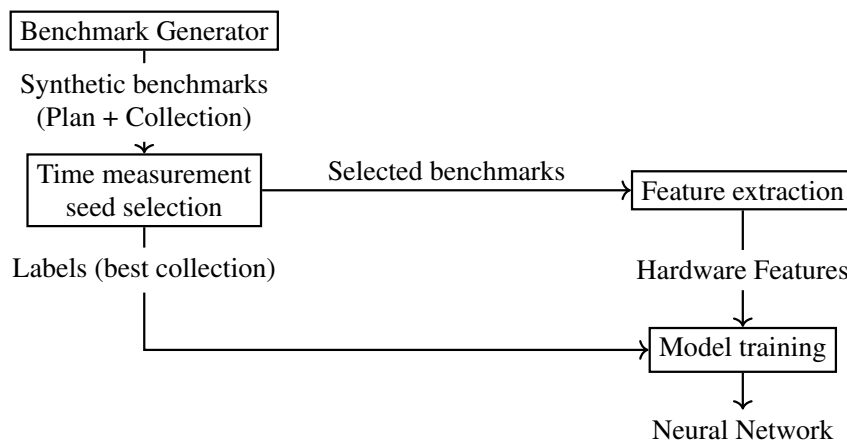 Benchmark Generator
Synthetic benchmarks
(Plan + Collection)
Time measurement
seed selection
Selected benchmarks
Feature extraction
Labels (best collection)
Hardware Features
Model training
Neural Network